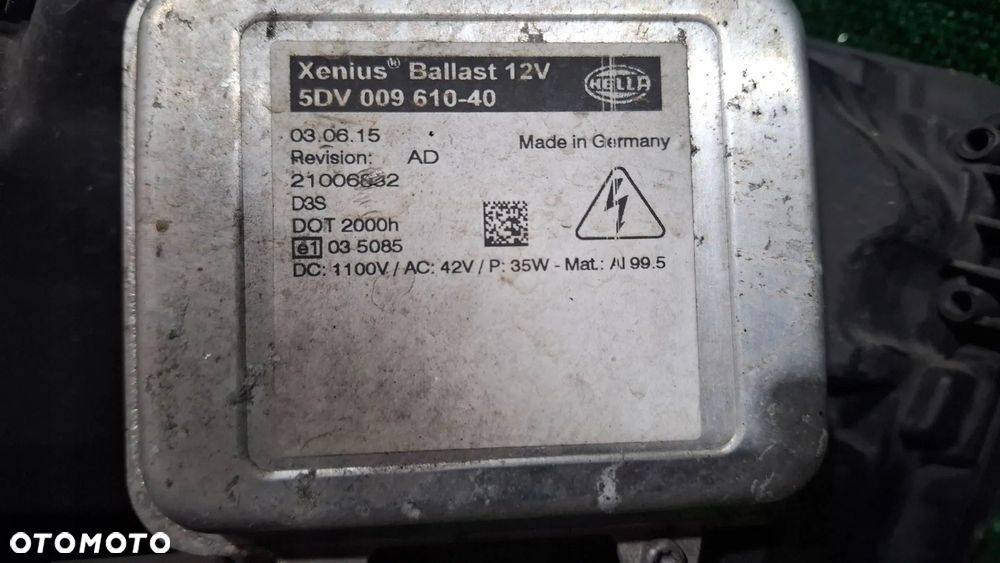 Xenius® Ballast 12V
5DV 009 610-40
HELLA
03.06.15
Made in Germany
Revision: AD
21006832
D3S
DOT 2000h
e1 03 5085
DC: 1100V / AC: 42V / P: 35W - Mat.: Al 99.5
OTOMOTO